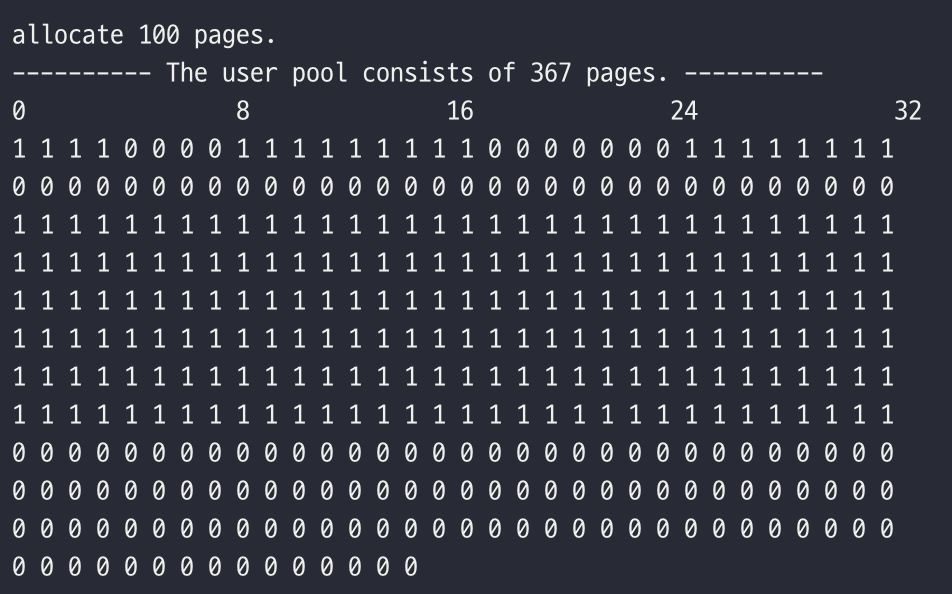 allocate 100 pages.
---------- The user pool consists of 367 pages. ----------
0 8 16 24 32
1 1 1 1 0 0 0 0 1 1 1 1 1 1 1 1 1 0 0 0 0 0 0 0 1 1 1 1 1 1 1 1
0 0 0 0 0 0 0 0 0 0 0 0 0 0 0 0 0 0 0 0 0 0 0 0 0 0 0 0 0 0 0 0
1 1 1 1 1 1 1 1 1 1 1 1 1 1 1 1 1 1 1 1 1 1 1 1 1 1 1 1 1 1 1 1
1 1 1 1 1 1 1 1 1 1 1 1 1 1 1 1 1 1 1 1 1 1 1 1 1 1 1 1 1 1 1 1
1 1 1 1 1 1 1 1 1 1 1 1 1 1 1 1 1 1 1 1 1 1 1 1 1 1 1 1 1 1 1 1
1 1 1 1 1 1 1 1 1 1 1 1 1 1 1 1 1 1 1 1 1 1 1 1 1 1 1 1 1 1 1 1
1 1 1 1 1 1 1 1 1 1 1 1 1 1 1 1 1 1 1 1 1 1 1 1 1 1 1 1 1 1 1 1
1 1 1 1 1 1 1 1 1 1 1 1 1 1 1 1 1 1 1 1 1 1 1 1 1 1 1 1 1 1 1 1
0 0 0 0 0 0 0 0 0 0 0 0 0 0 0 0 0 0 0 0 0 0 0 0 0 0 0 0 0 0 0 0
0 0 0 0 0 0 0 0 0 0 0 0 0 0 0 0 0 0 0 0 0 0 0 0 0 0 0 0 0 0 0 0
0 0 0 0 0 0 0 0 0 0 0 0 0 0 0 0 0 0 0 0 0 0 0 0 0 0 0 0 0 0 0 0
0 0 0 0 0 0 0 0 0 0 0 0 0 0 0